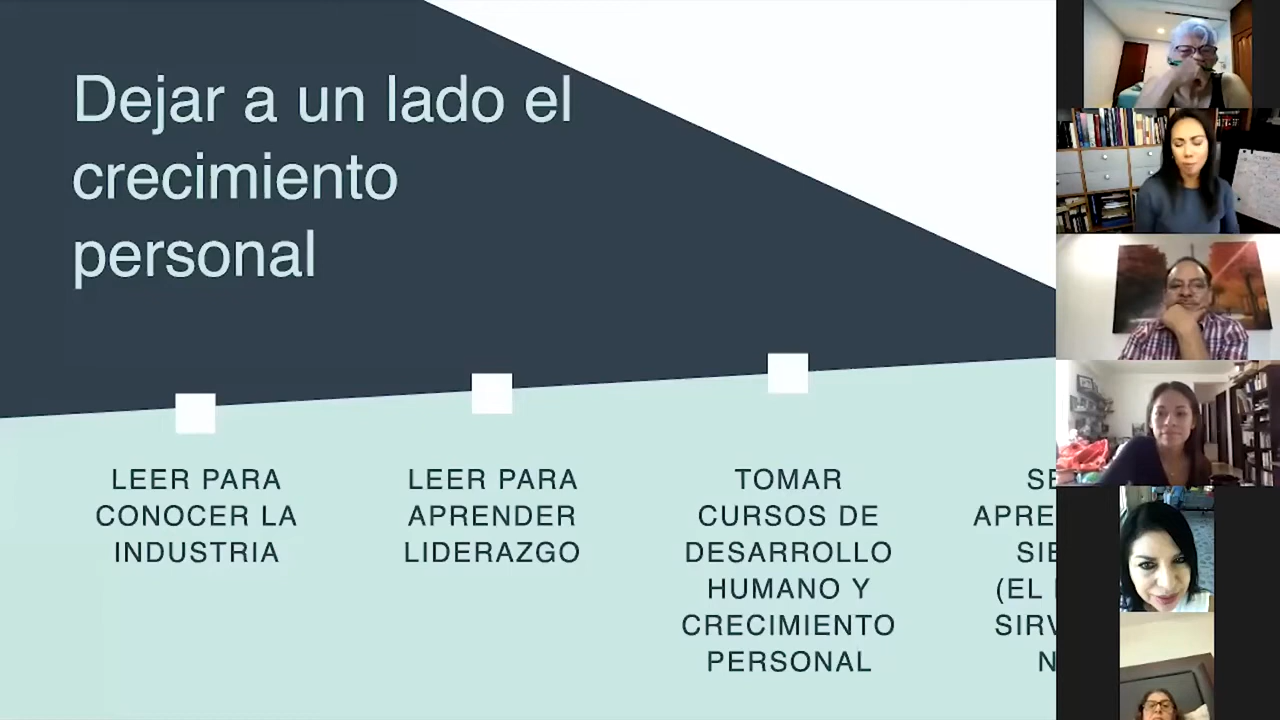 Dejar a un lado el
crecimiento
personal
LEER PARA
CONOCER LA
INDUSTRIA
LEER PARA
APRENDER
LIDERAZGO
TOMAR
CURSOS DE
DESARROLLO
HUMANO Y
CRECIMIENTO
PERSONAL
(EL